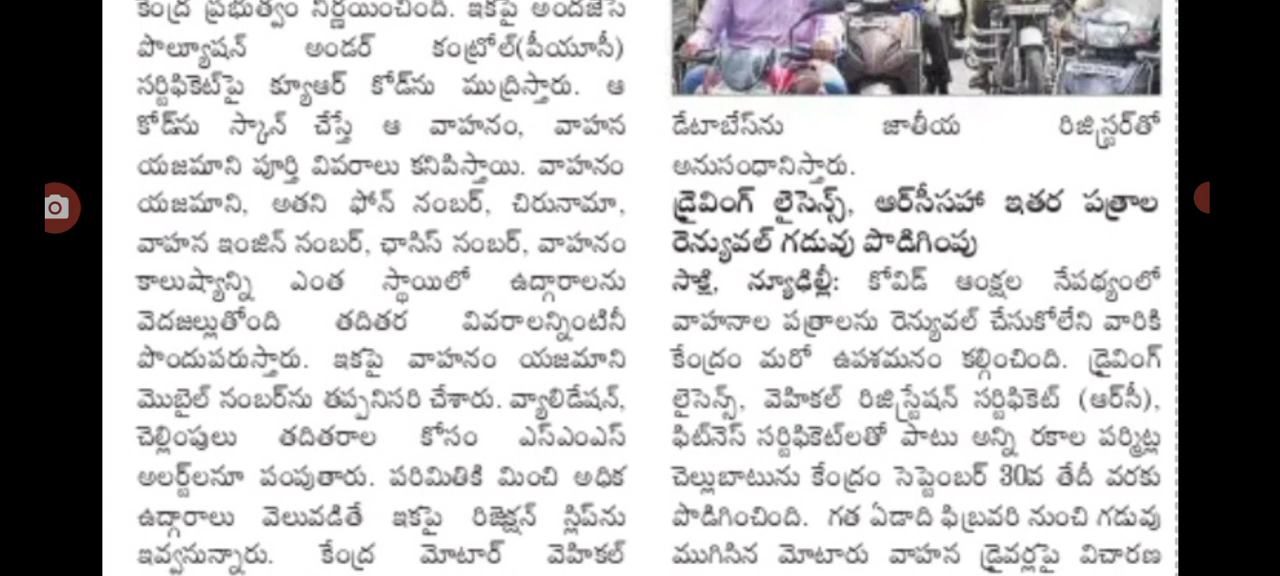 కేంద్ర ప్రభుత్వం నిర్ణయించింది. ఇకపై అందజేసే
పొల్యూషన్ అండర్ కంట్రోల్(పీయూసీ)
సర్టిఫికెట్‌పై క్యూఆర్ కోడ్‌ను ముద్రిస్తారు. ఆ
కోడ్‌ను స్కాన్ చేస్తే ఆ వాహనం, వాహన
యజమాని పూర్తి వివరాలు కనిపిస్తాయి. వాహనం
యజమాని, అతని ఫోన్ నంబర్, చిరునామా,
వాహన ఇంజిన్ నంబర్, ఛాసిస్ నంబర్, వాహనం
కాలుష్యాన్ని ఎంత స్థాయిలో ఉద్గారాలను
వెదజల్లుతోంది తదితర వివరాలన్నింటినీ
పొందుపరుస్తారు. ఇకపై వాహనం యజమాని
మొబైల్ నంబర్‌ను తప్పనిసరి చేశారు. వ్యాలిడేషన్,
చెల్లింపులు తదితరాల కోసం ఎస్ఎంఎస్
అలర్ట్‌లనూ పంపుతారు. పరిమితికి మించి అధిక
ఉద్గారాలు వెలువడితే ఇకపై రిజెక్షన్ స్లిప్‌ను
ఇవ్వనున్నారు. కేంద్ర మోటార్ వెహికల్
డేటాబేస్‌ను జాతీయ రిజిస్ట్రర్‌తో
అనుసంధానిస్తారు.
డ్రైవింగ్ లైసెన్స్, ఆర్‌సీసహా ఇతర పత్రాల
రెన్యువల్ గడువు పొడిగింపు
సాక్షి, న్యూఢిల్లీ: కోవిడ్ ఆంక్షల నేపథ్యంలో
వాహనాల పత్రాలను రెన్యువల్ చేసుకోలేని వారికి
కేంద్రం మరో ఉపశమనం కల్గించింది. డ్రైవింగ్
లైసెన్స్, వెహికల్ రిజిస్ట్రేషన్ సర్టిఫికెట్ (ఆర్‌సీ),
ఫిట్‌నెస్ సర్టిఫికెట్‌లతో పాటు అన్ని రకాల పర్మిట్ల
చెల్లుబాటును కేంద్రం సెప్టెంబర్ 30వ తేదీ వరకు
పొడిగించింది. గత ఏడాది ఫిబ్రవరి నుంచి గడువు
ముగిసిన మోటారు వాహన డ్రైవర్లపై విచారణ